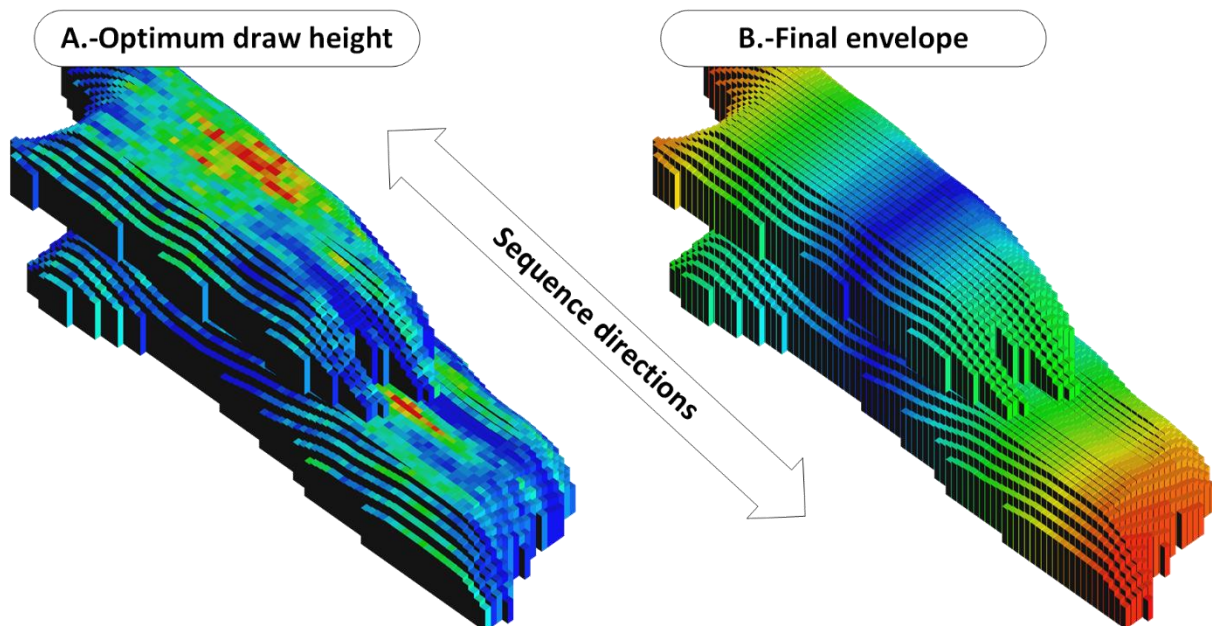 A.-Optimum draw height
B.-Final envelope
Sequence directions